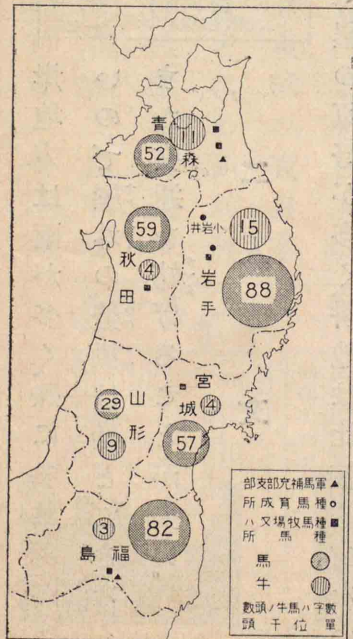 青森
11
52
59
秋田
4
小岩井
15
岩手
88
宮城
4
57
山形
29
9
福島
3
82
軍馬補充部支部
種馬育成所
種馬牧場又ハ
種馬所
馬
牛
數字ハ馬牛ノ頭數
單位千頭